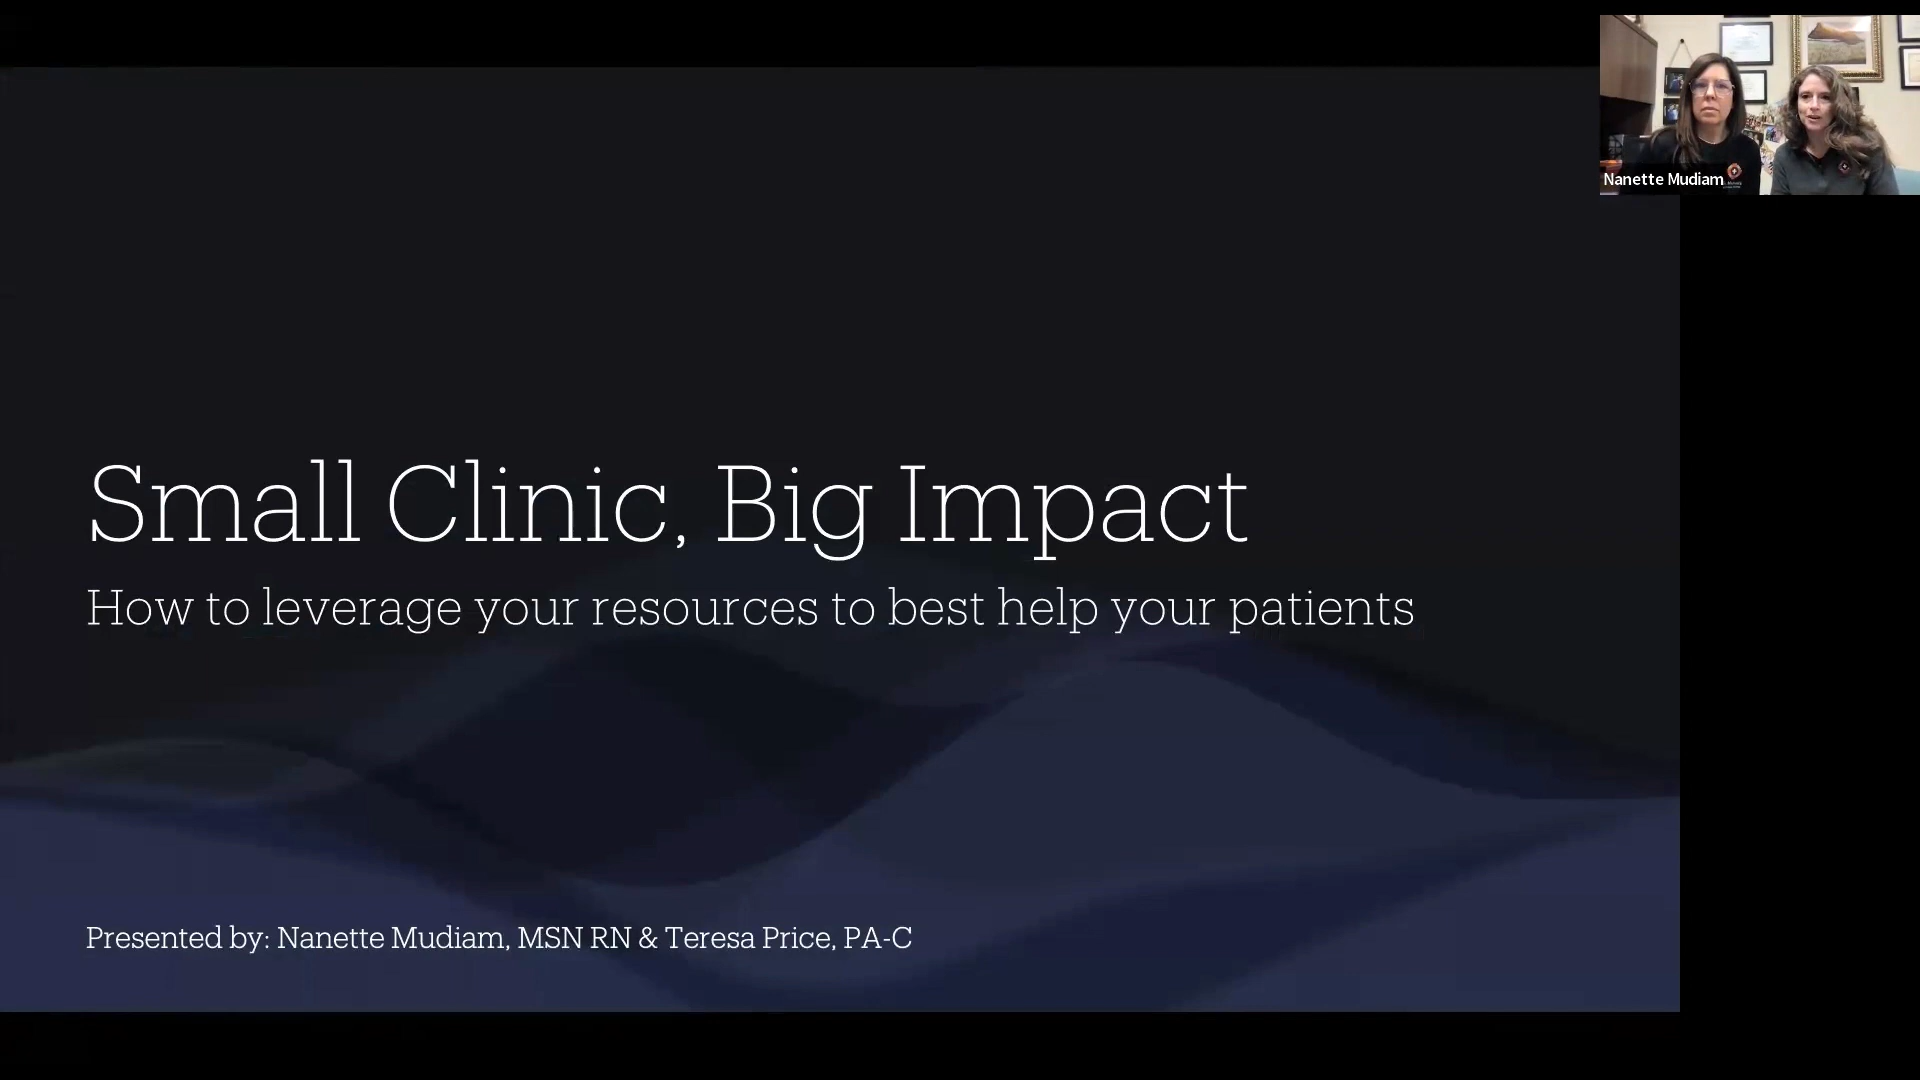 Small Clinic, Big Impact
How to leverage your resources to best help your patients
Presented by: Nanette Mudiam, MSN RN & Teresa Price, PA-C
Nanette Mudiam